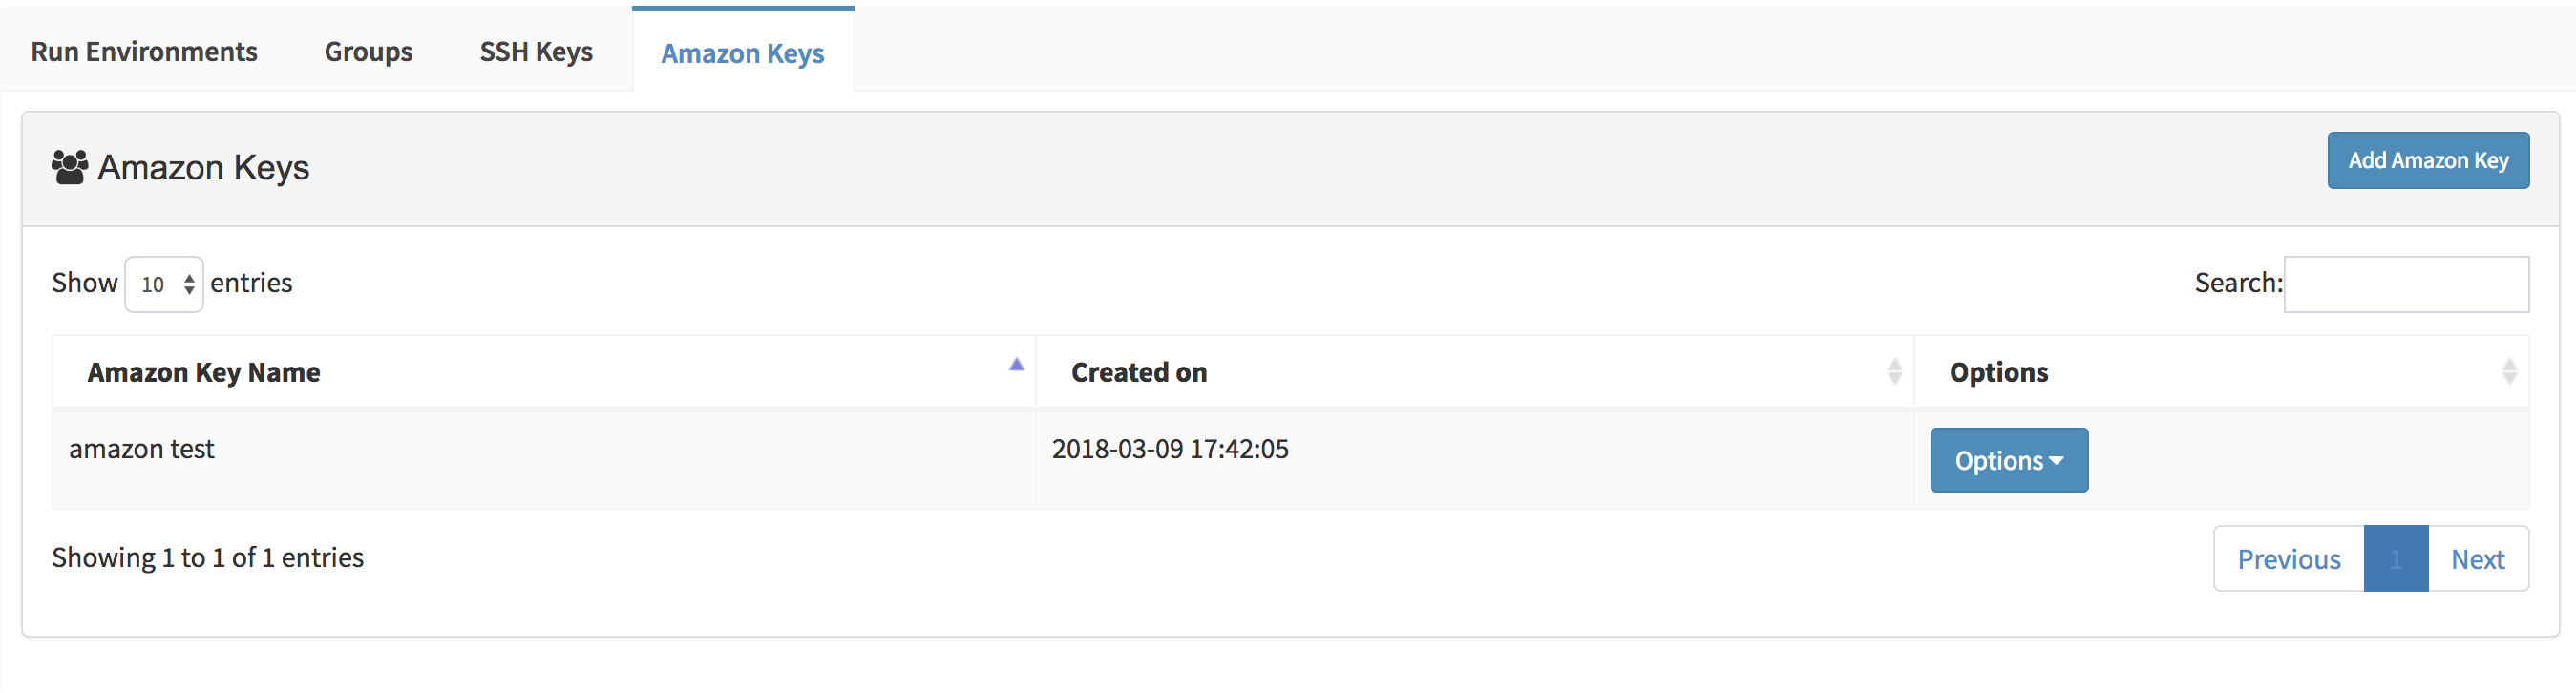 Run Environments Groups SSH Keys Amazon Keys
Amazon Keys Add Amazon Key
Show 10 entries Search:
Amazon Key Name Created on Options
amazon test 2018-03-09 17:42:05 Options
Showing 1 to 1 of 1 entries Previous 1 Next